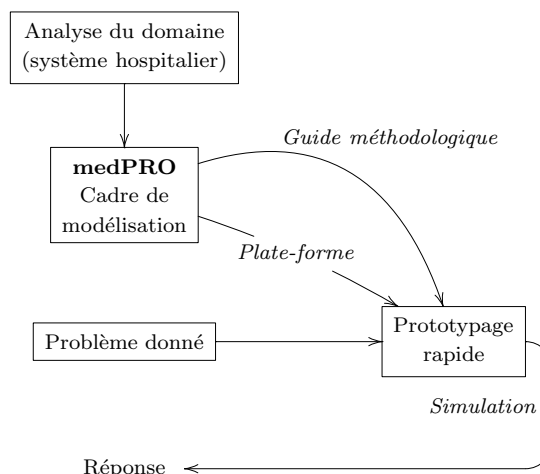 Analyse du domaine
(système hospitalier)
Guide méthodologique
medPRO
Cadre de
modélisation
Plate-forme
Prototypage
rapide
Problème donné
Simulation
Réponse